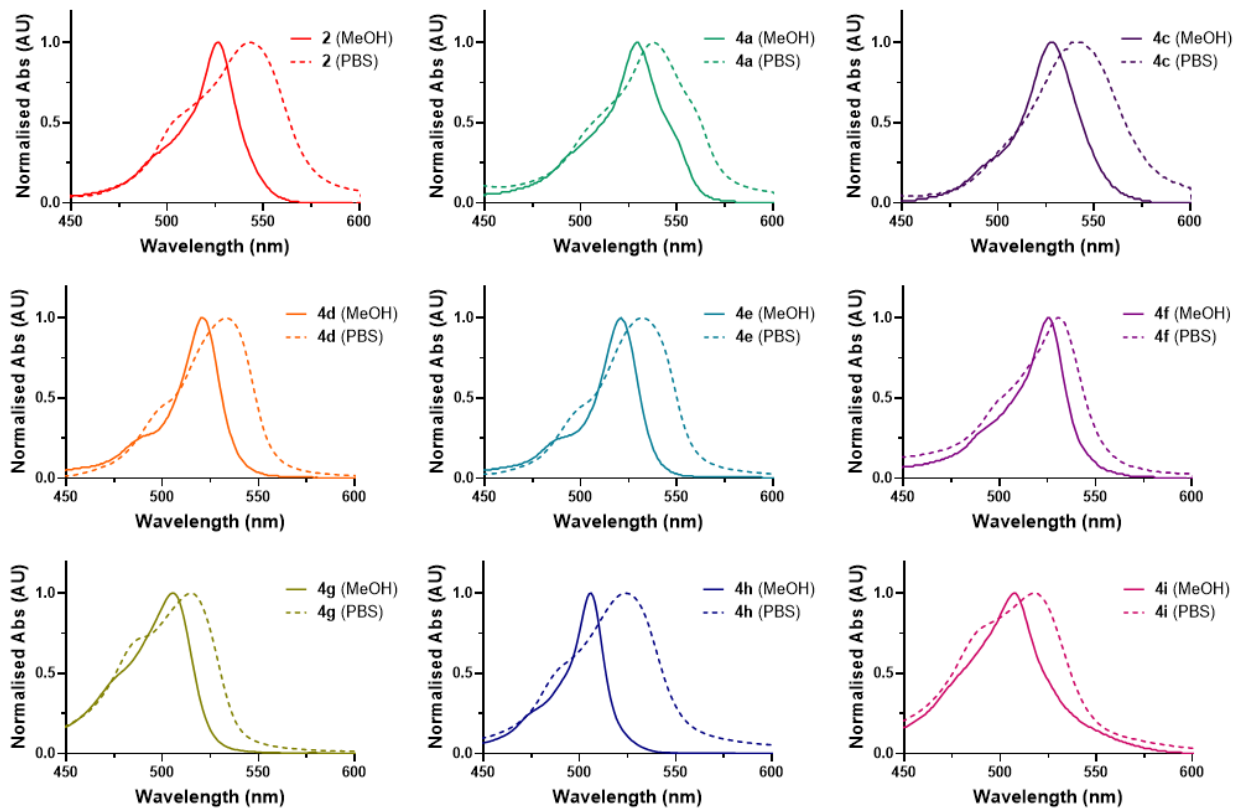 2 (MeOH)
2 (PBS)
Normalised Abs (AU)
1.0
0.5
0.0
450 500 550 600
Wavelength (nm)
4a (MeOH)
4a (PBS)
Normalised Abs (AU)
1.0
0.5
0.0
450 500 550 600
Wavelength (nm)
4c (MeOH)
4c (PBS)
Normalised Abs (AU)
1.0
0.5
0.0
450 500 550 600
Wavelength (nm)
4d (MeOH)
4d (PBS)
Normalised Abs (AU)
1.0
0.5
0.0
450 500 550 600
Wavelength (nm)
4e (MeOH)
4e (PBS)
Normalised Abs (AU)
1.0
0.5
0.0
450 500 550 600
Wavelength (nm)
4f (MeOH)
4f (PBS)
Normalised Abs (AU)
1.0
0.5
0.0
450 500 550 600
Wavelength (nm)
4g (MeOH)
4g (PBS)
Normalised Abs (AU)
1.0
0.5
0.0
450 500 550 600
Wavelength (nm)
4h (MeOH)
4h (PBS)
Normalised Abs (AU)
1.0
0.5
0.0
450 500 550 600
Wavelength (nm)
4i (MeOH)
4i (PBS)
Normalised Abs (AU)
1.0
0.5
0.0
450 500 550 600
Wavelength (nm)